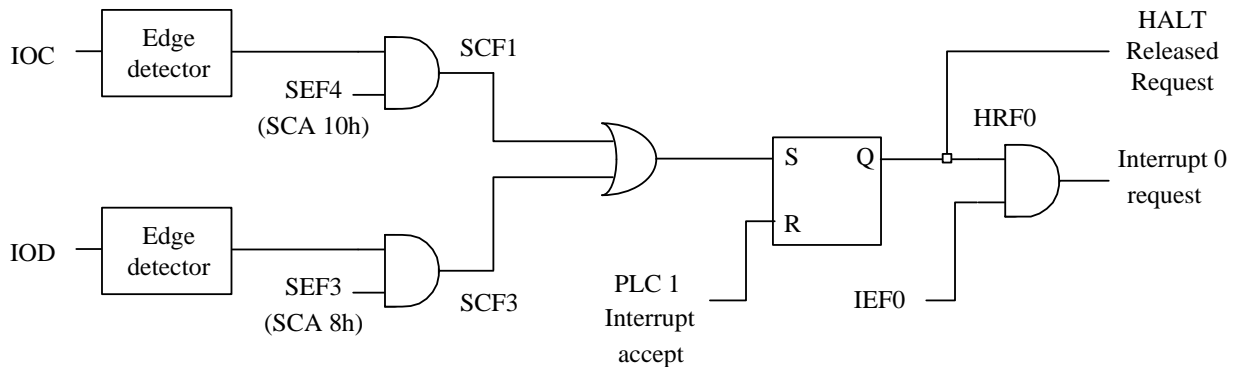 IOC
Edge
detector
SEF4
(SCA 10h)
SCF1
IOD
Edge
detector
SEF3
(SCA 8h)
SCF3
S
Q
R
PLC 1
Interrupt
accept
HALT
Released
Request
HRF0
IEF0
Interrupt 0
request